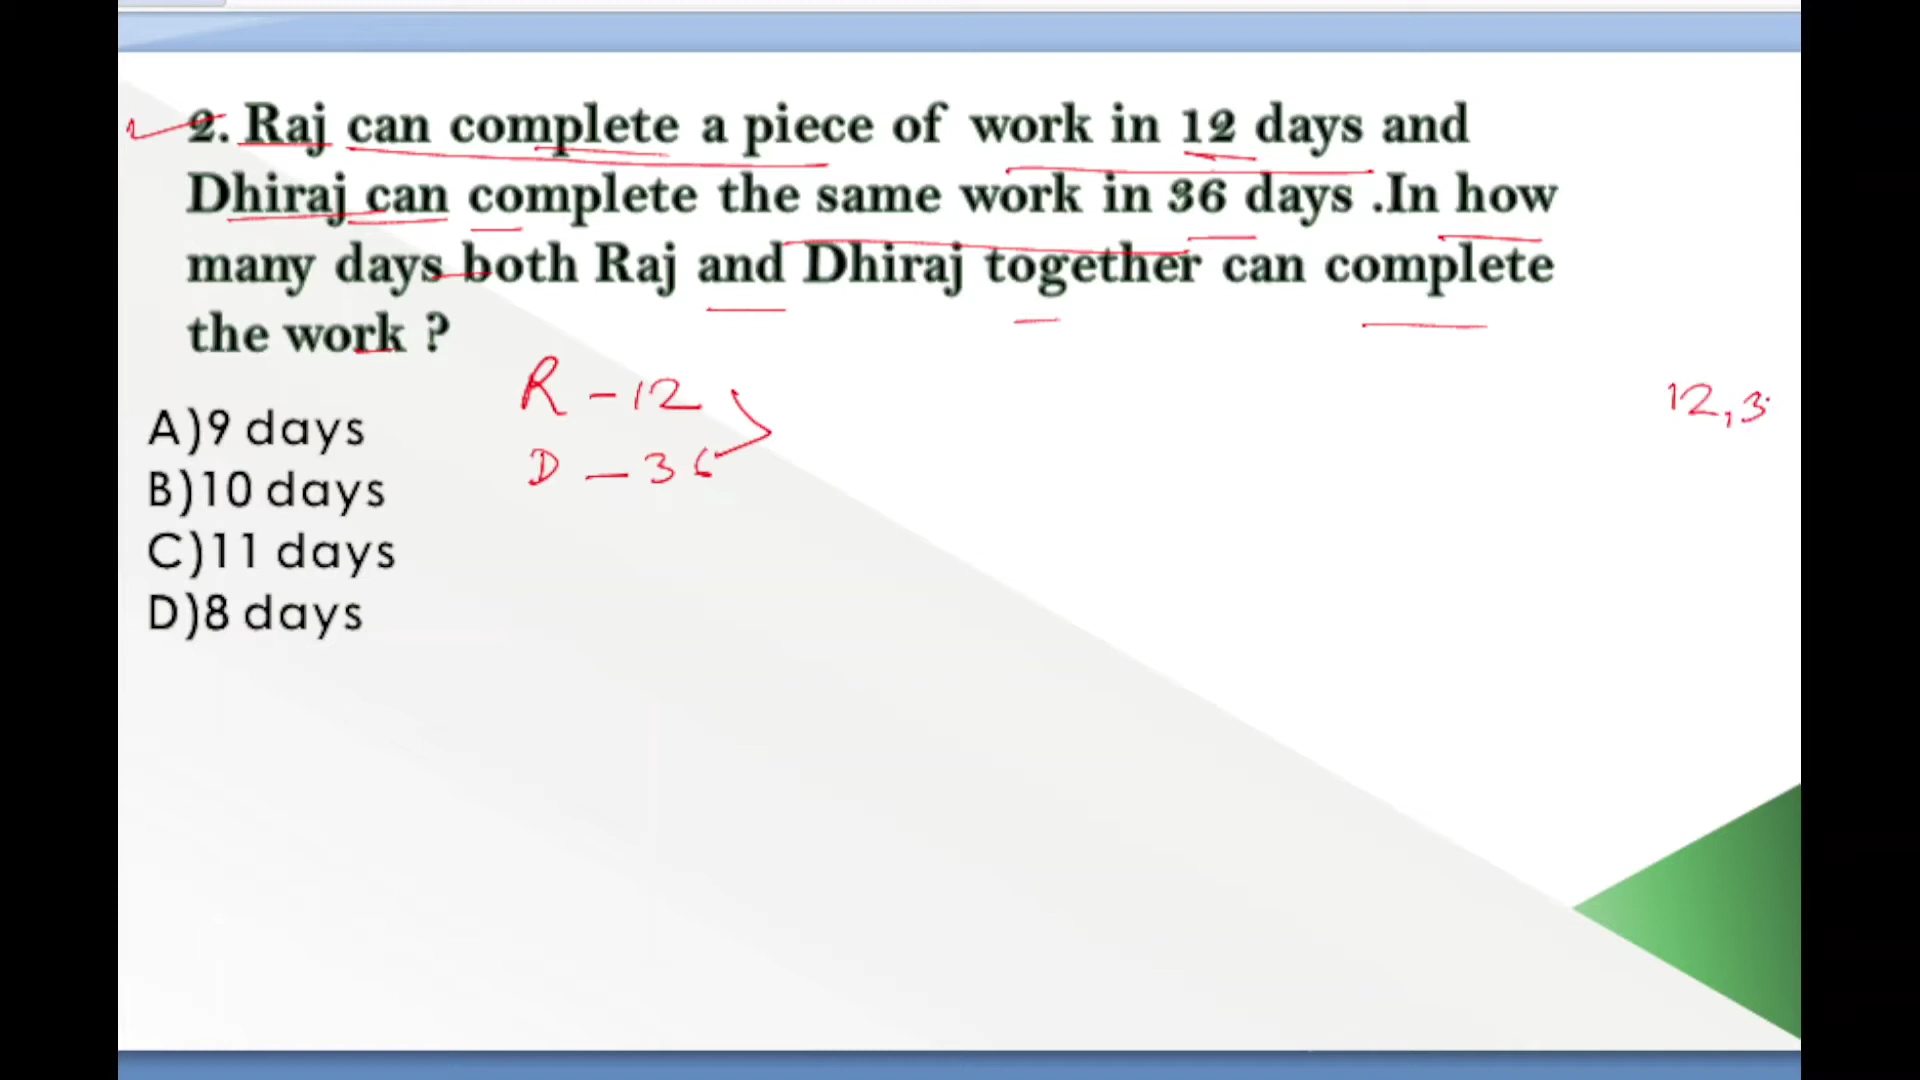 2. Raj can complete a piece of work in 12 days and
Dhiraj can complete the same work in 36 days .In how
many days both Raj and Dhiraj together can complete
the work ?
R - 12
D - 36
12, 3
A)9 days
B)10 days
C)11 days
D)8 days